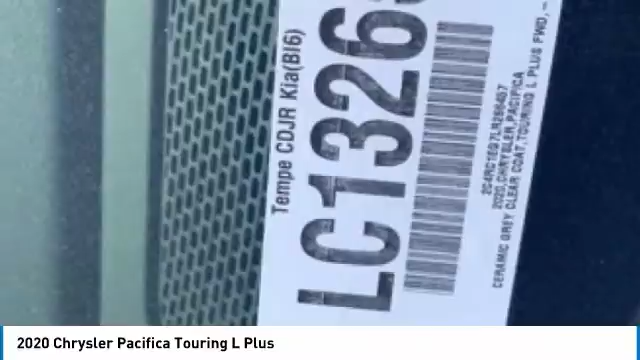 Tempe CDJR Kia(BI6)
LC1326
2C4RC1EG7LR266457
2020,CHRYSLER,PACIFICA
CERAMIC GREY CLEAR COAT,TOURING L PLUS FWD,-
2020 Chrysler Pacifica Touring L Plus